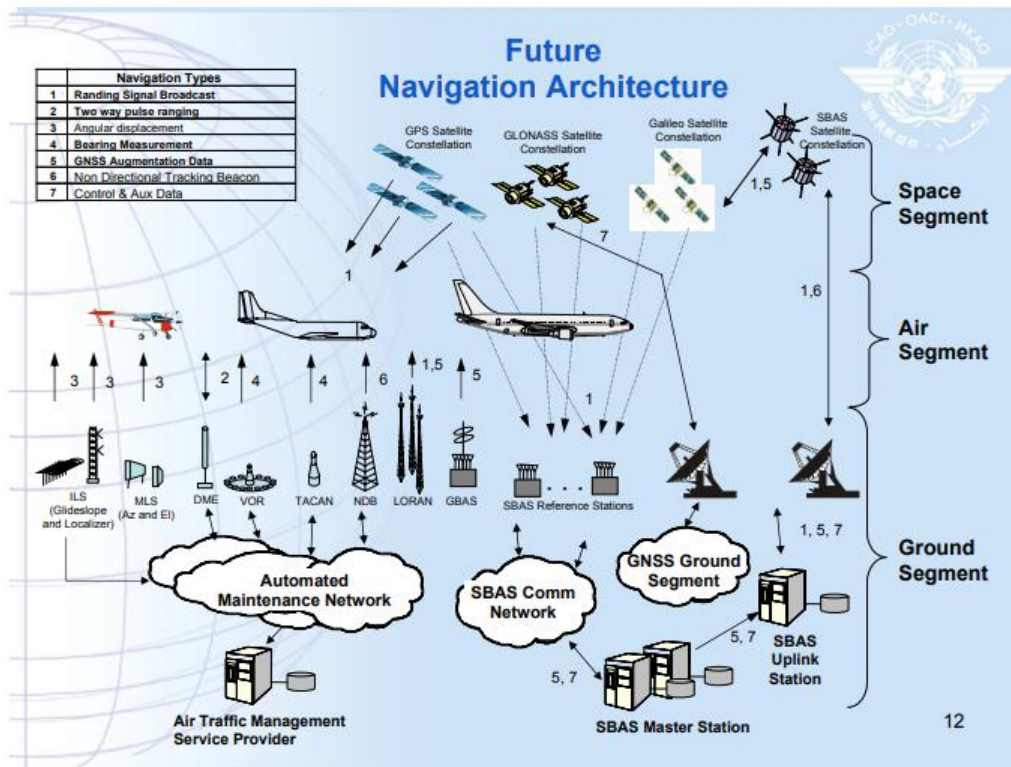 Future
Navigation Architecture
ICAO · OACI · ИКАО
Navigation Types
1 Randing Signal Broadcast
2 Two way pulse ranging
3 Angular displacement
4 Bearing Measurement
5 GNSS Augmentation Data
6 Non Directional Tracking Beacon
7 Control & Aux Data
GPS Satellite
Constellation
GLONASS Satellite
Constellation
Galileo Satellite
Constellation
SBAS
Satellite
Constellation
1,5
7
1
Space
Segment
1,6
Air
Segment
3
3
3
2
4
4
6
1,5
5
1
ILS
(Glideslope
and Localizer)
MLS
(Az and El)
DME
VOR
TACAN
NDB
LORAN
GBAS
SBAS Reference Stations
. . .
1, 5, 7
Ground
Segment
Automated
Maintenance Network
SBAS Comm
Network
GNSS Ground
Segment
5, 7
5, 7
SBAS
Uplink
Station
Air Traffic Management
Service Provider
SBAS Master Station
12